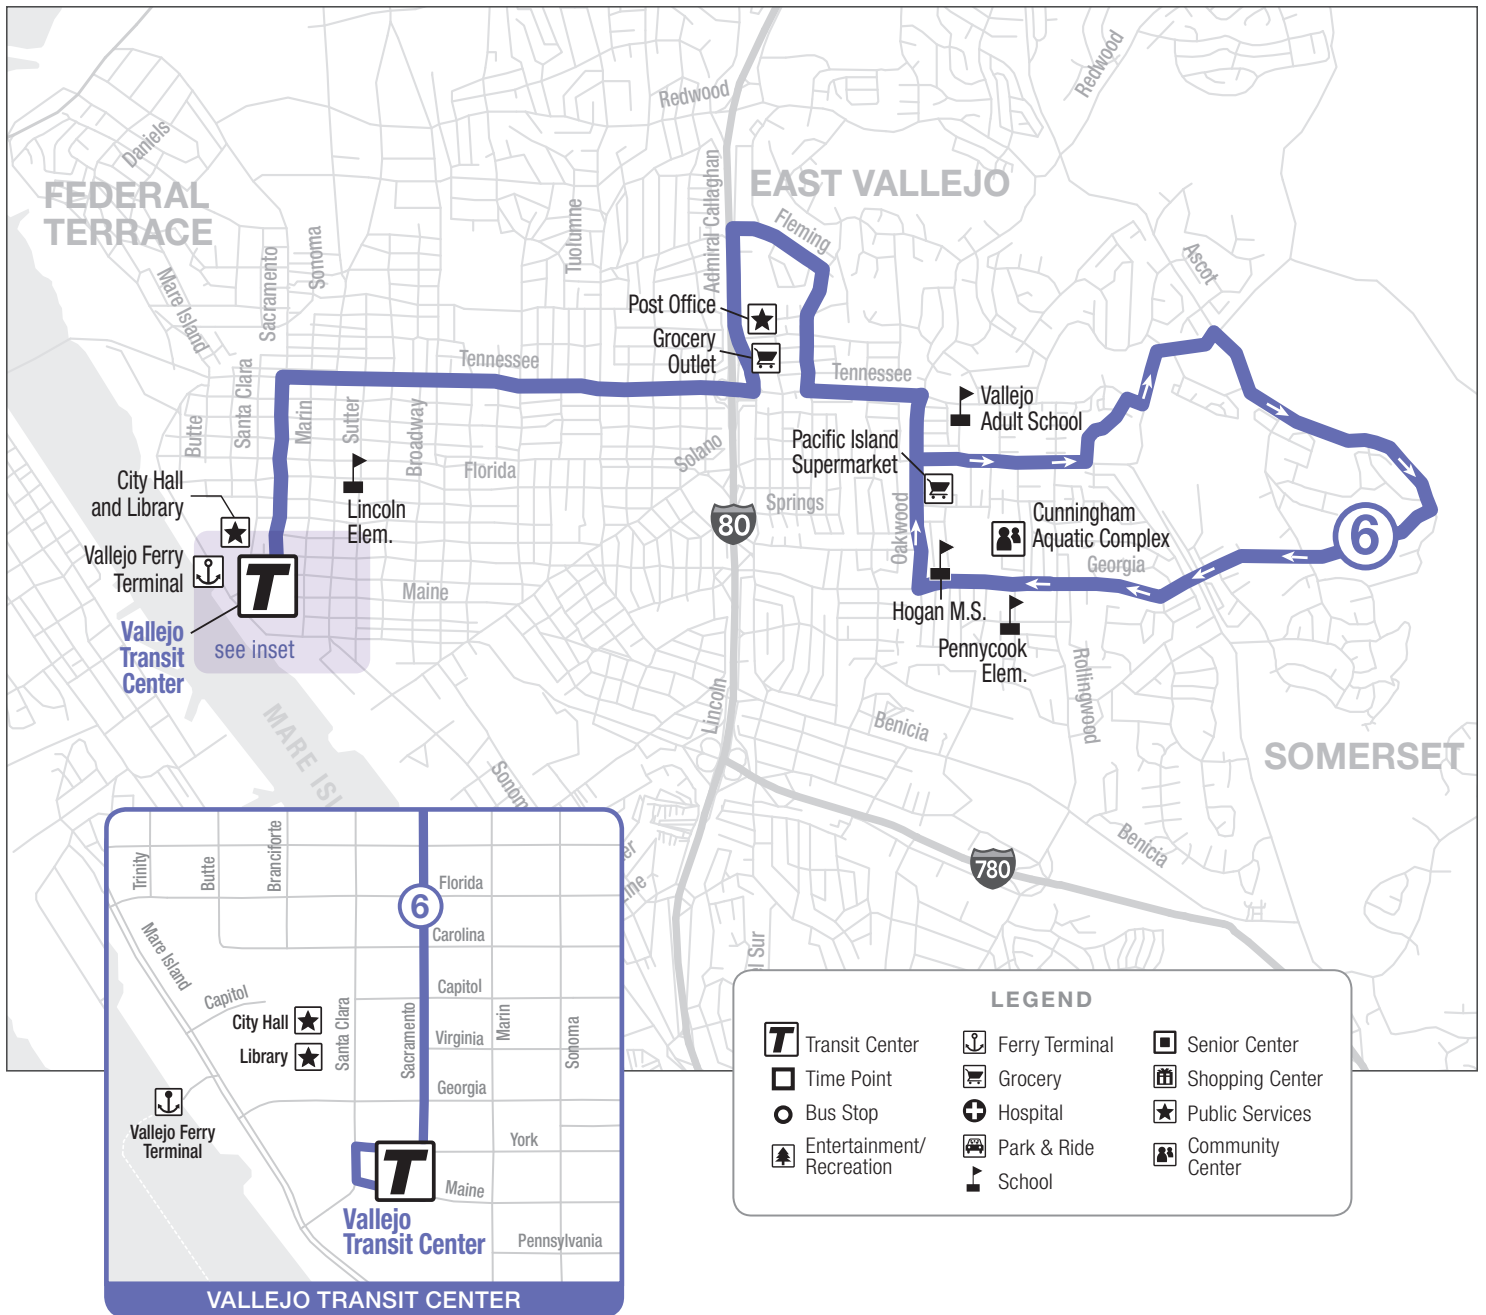 Redwood
Redwood
Daniels
FEDERAL
TERRACE
EAST VALLEJO
Admiral Callaghan
Fleming
Tuolumne
Sonoma
Sacramento
Mare Island
Ascot
Post Office
Grocery
Outlet
Tennessee
Tennessee
Santa Clara
Butte
Marin
Sutter
Broadway
Vallejo
Adult School
Pacific Island
Supermarket
Solano
Florida
Springs
City Hall
and Library
Lincoln
Elem.
80
Oakwood
Cunningham
Aquatic Complex
6
Georgia
Vallejo Ferry
Terminal
T
Maine
Hogan M.S.
Vallejo
Transit
Center
see inset
Pennycook
Elem.
Rollingwood
Lincoln
Benicia
MARE ISL
SOMERSET
Sonom
Benicia
780
er
ine
el Sur
Trinity
Butte
Branciforte
Florida
6
Carolina
Mare Island
Capitol
Capitol
City Hall
Library
Santa Clara
Sacramento
Virginia
Marin
Sonoma
Georgia
Vallejo Ferry
Terminal
York
T
Maine
Vallejo
Transit Center
Pennsylvania
VALLEJO TRANSIT CENTER
LEGEND
T Transit Center
Time Point
Bus Stop
Entertainment/
Recreation
Ferry Terminal
Grocery
Hospital
Park & Ride
School
Senior Center
Shopping Center
Public Services
Community
Center